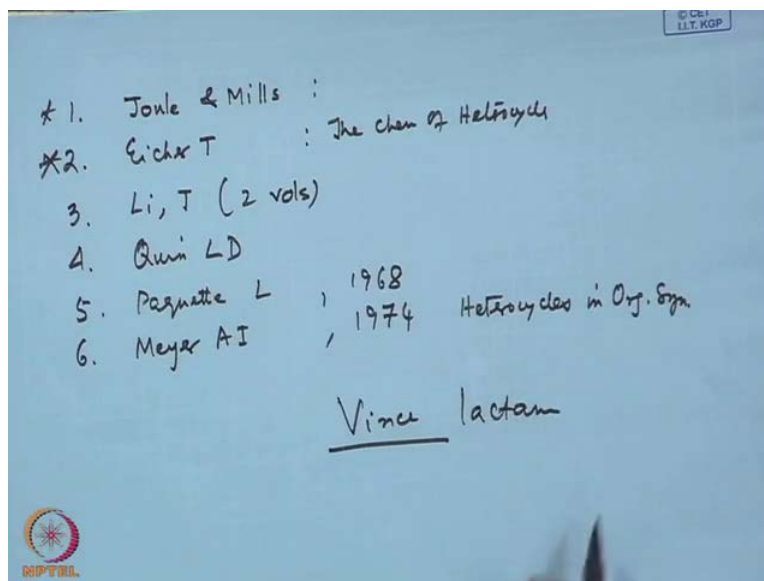 © CET
I.I.T. KGP
* 1. Joule & Mills :
*2. Eicher T : The Chem of Heterocycle
3. Li, J (2 vols)
4. Quin LD
5. Paquette L , 1968
6. Meyer AI , 1974 Heterocycles in Org. Syn.
Vince lactam
NPTEL